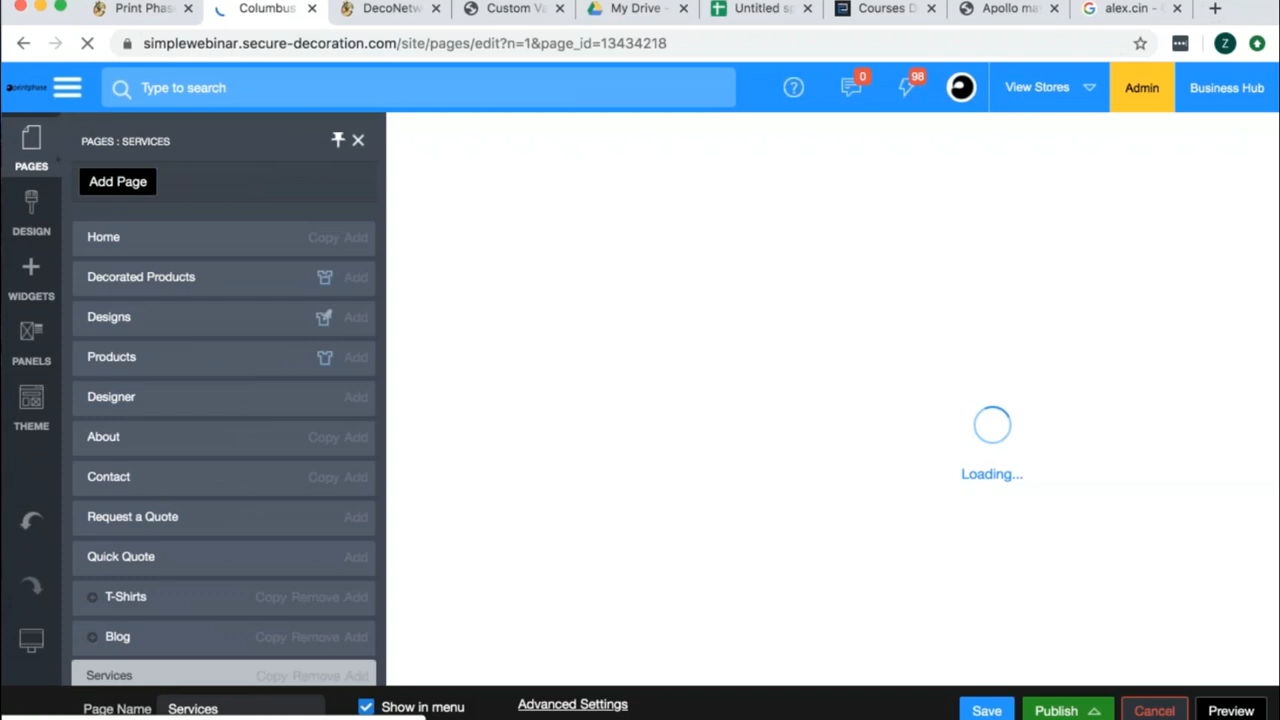 Print Phas
Columbus
DecoNetw
Custom Va
My Drive -
Untitled sp
Courses D
Apollo ma
alex.cin -
simplewebinar.secure-decoration.com/site/pages/edit?n=1&page_id=13434218
Z
printphase
Type to search
0
98
View Stores
Admin
Business Hub
PAGES
DESIGN
WIDGETS
PANELS
THEME
PAGES : SERVICES
Add Page
Home Copy Add
Decorated Products Add
Designs Add
Products Add
Designer Add
About Copy Add
Contact Copy Add
Request a Quote Add
Quick Quote Add
T-Shirts Copy Remove Add
Blog Copy Remove Add
Services Copy Remove Add
Loading...
Page Name Services Show in menu Advanced Settings Save Publish Cancel Preview